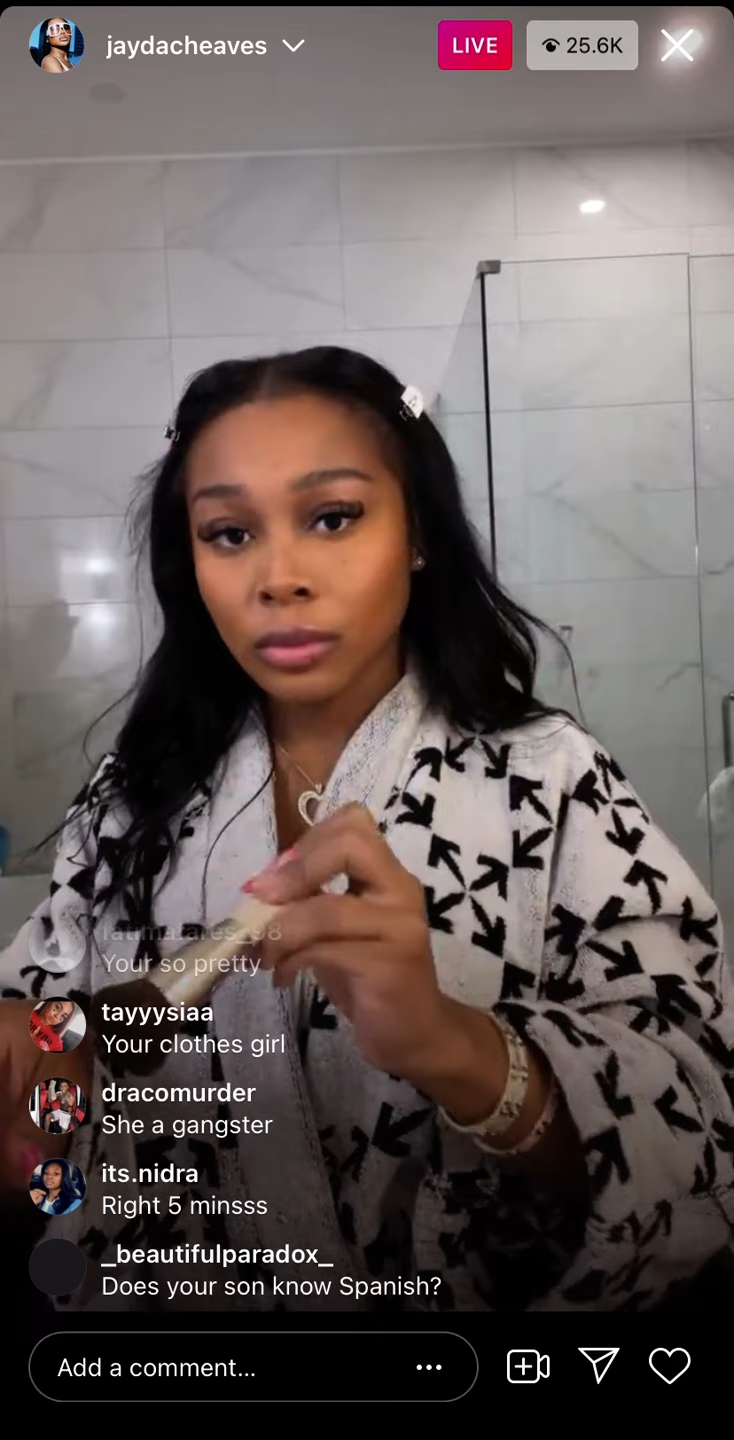 jaydacheaves
LIVE
25.6K
Your so pretty
tayyysiaa
Your clothes girl
dracomurder
She a gangster
its.nidra
Right 5 minsss
_beautifulparadox_
Does your son know Spanish?
Add a comment...